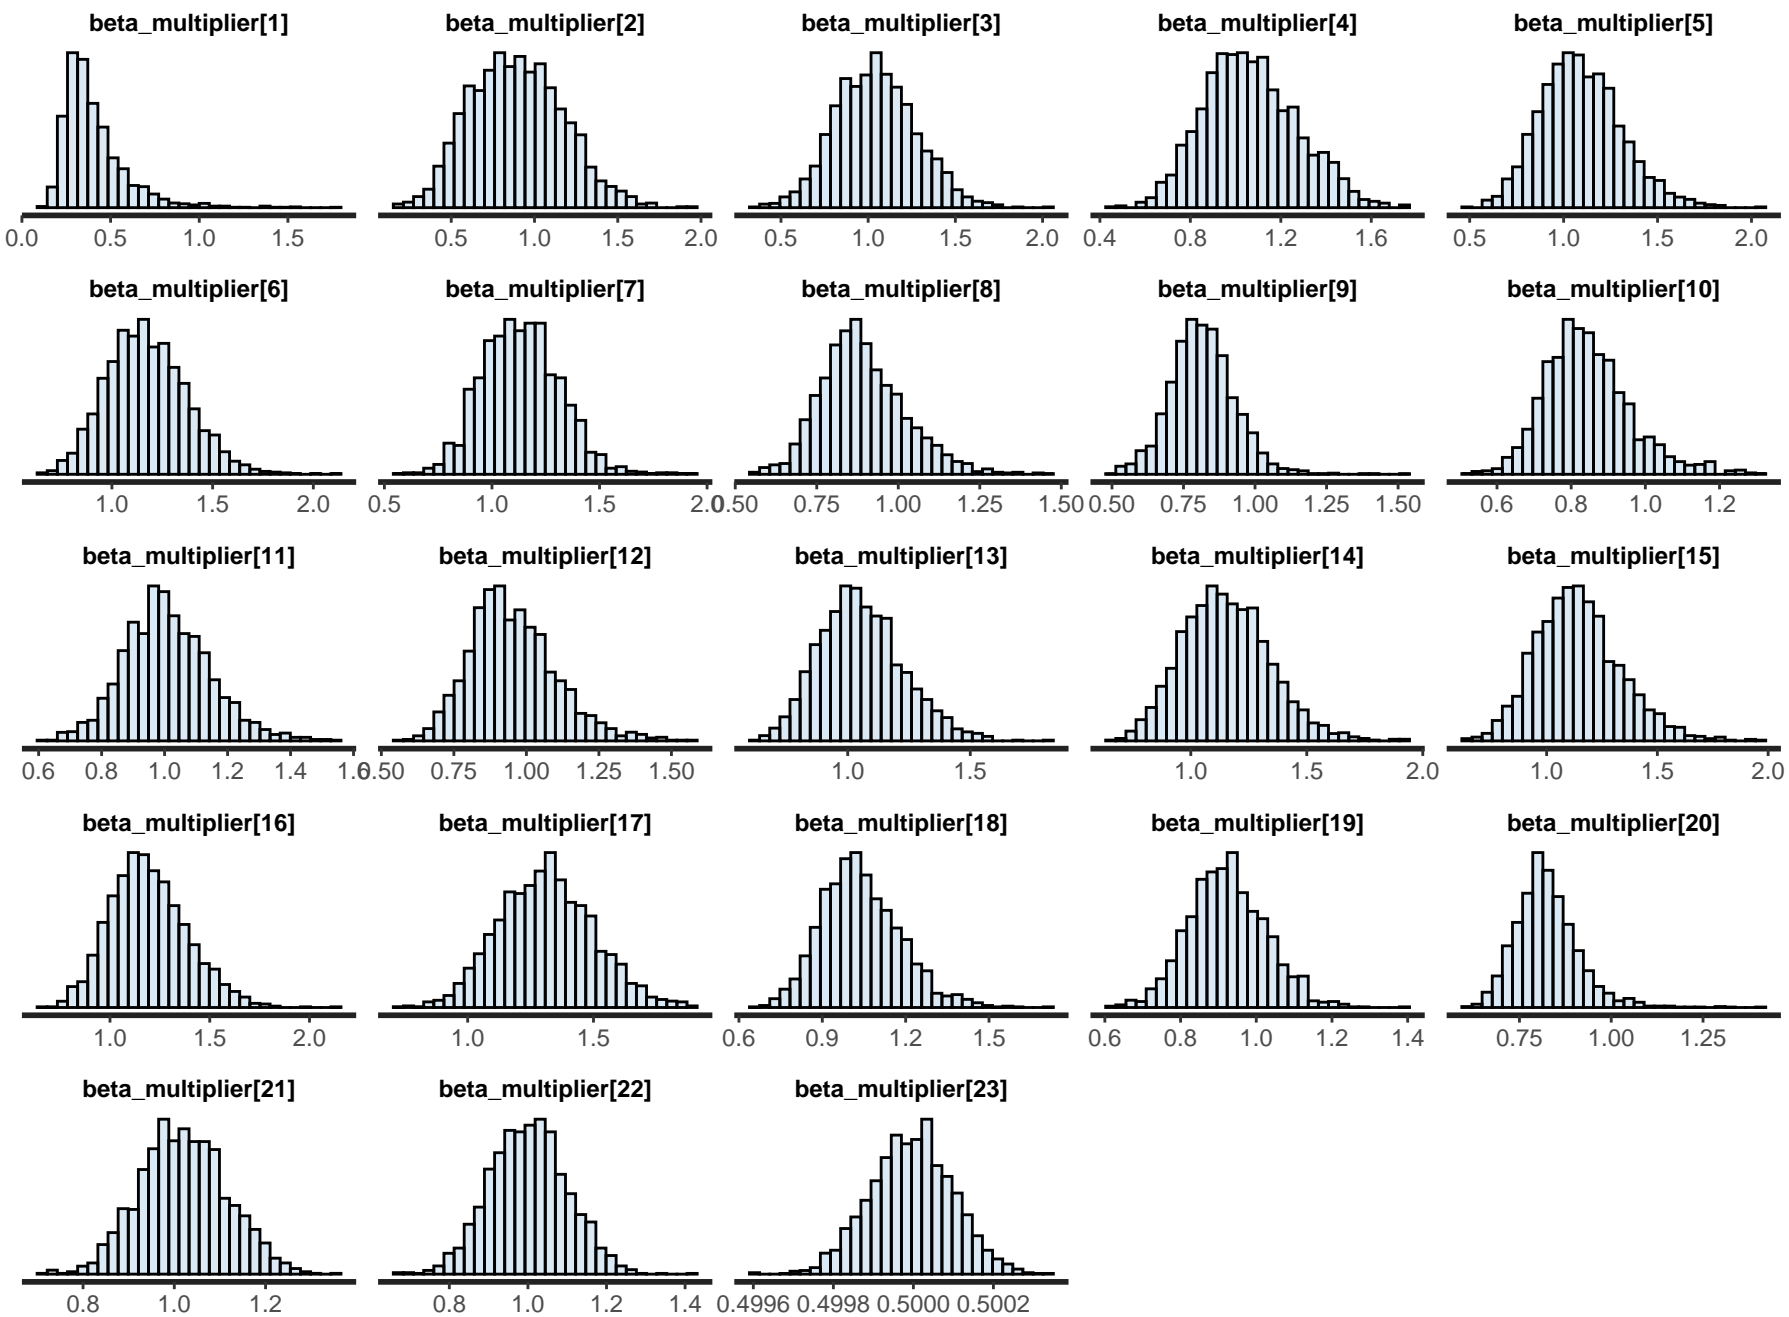 beta_multiplier[1] beta_multiplier[2] beta_multiplier[3] beta_multiplier[4] beta_multiplier[5]
0.0 0.5 1.0 1.5 0.5 1.0 1.5 2.0 0.5 1.0 1.5 2.0 0.4 0.8 1.2 1.6 0.5 1.0 1.5 2.0
beta_multiplier[6] beta_multiplier[7] beta_multiplier[8] beta_multiplier[9] beta_multiplier[10]
1.0 1.5 2.0 0.5 1.0 1.5 2.0 0.50 0.75 1.00 1.25 1.50 0.50 0.75 1.00 1.25 1.50 0.6 0.8 1.0 1.2
beta_multiplier[11] beta_multiplier[12] beta_multiplier[13] beta_multiplier[14] beta_multiplier[15]
0.6 0.8 1.0 1.2 1.4 1.6 0.50 0.75 1.00 1.25 1.50 1.0 1.5 1.0 1.5 2.0 1.0 1.5 2.0
beta_multiplier[16] beta_multiplier[17] beta_multiplier[18] beta_multiplier[19] beta_multiplier[20]
1.0 1.5 2.0 1.0 1.5 0.6 0.9 1.2 1.5 0.6 0.8 1.0 1.2 1.4 0.75 1.00 1.25
beta_multiplier[21] beta_multiplier[22] beta_multiplier[23]
0.8 1.0 1.2 0.8 1.0 1.2 1.4 0.4996 0.4998 0.5000 0.5002